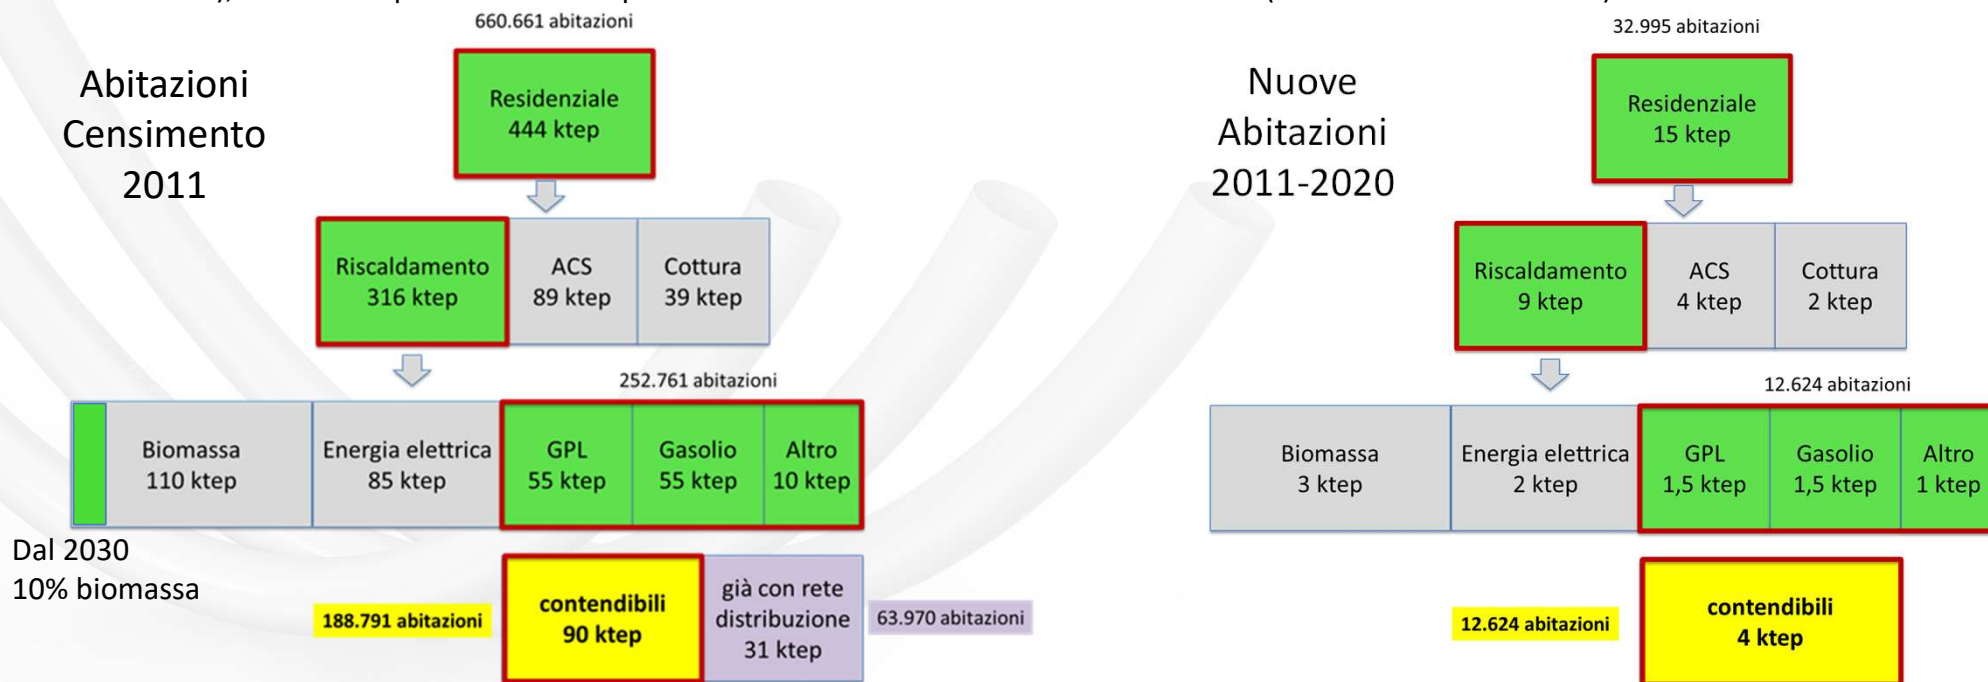 660.661 abitazioni
Abitazioni
Censimento
2011
Residenziale
444 ktep
Riscaldamento
316 ktep
ACS
89 ktep
Cottura
39 ktep
252.761 abitazioni
Biomassa
110 ktep
Energia elettrica
85 ktep
GPL
55 ktep
Gasolio
55 ktep
Altro
10 ktep
Dal 2030
10% biomassa
188.791 abitazioni
contendibili
90 ktep
già con rete
distribuzione
31 ktep
63.970 abitazioni
32.995 abitazioni
Nuove
Abitazioni
2011-2020
Residenziale
15 ktep
Riscaldamento
9 ktep
ACS
4 ktep
Cottura
2 ktep
12.624 abitazioni
Biomassa
3 ktep
Energia elettrica
2 ktep
GPL
1,5 ktep
Gasolio
1,5 ktep
Altro
1 ktep
12.624 abitazioni
contendibili
4 ktep